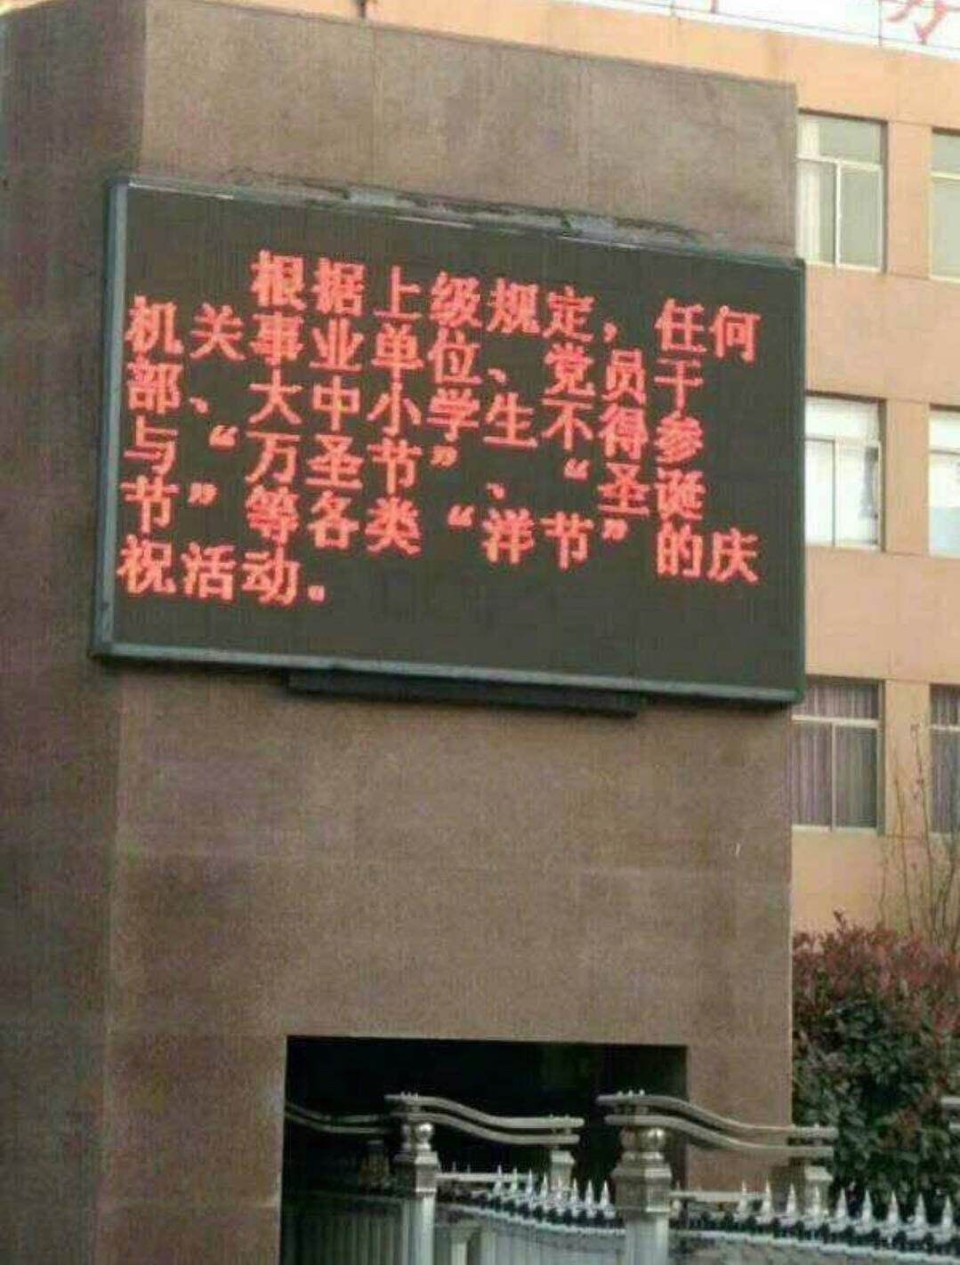 根据上级规定，任何
机关事业单位、党员干
部、大中小学生不得参
与“万圣节”、“圣诞
节”等各类“洋节”的庆
祝活动。